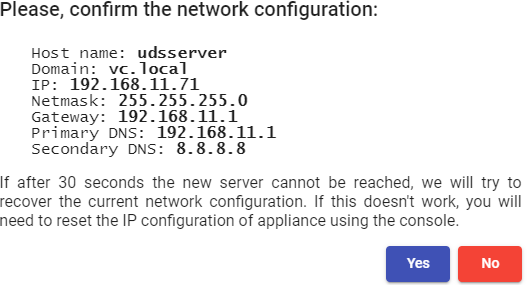 Please, confirm the network configuration:
Host name: udsserver
Domain: vc.local
IP: 192.168.11.71
Netmask: 255.255.255.0
Gateway: 192.168.11.1
Primary DNS: 192.168.11.1
Secondary DNS: 8.8.8.8
If after 30 seconds the new server cannot be reached, we will try to
recover the current network configuration. If this doesn't work, you will
need to reset the IP configuration of appliance using the console.
Yes No